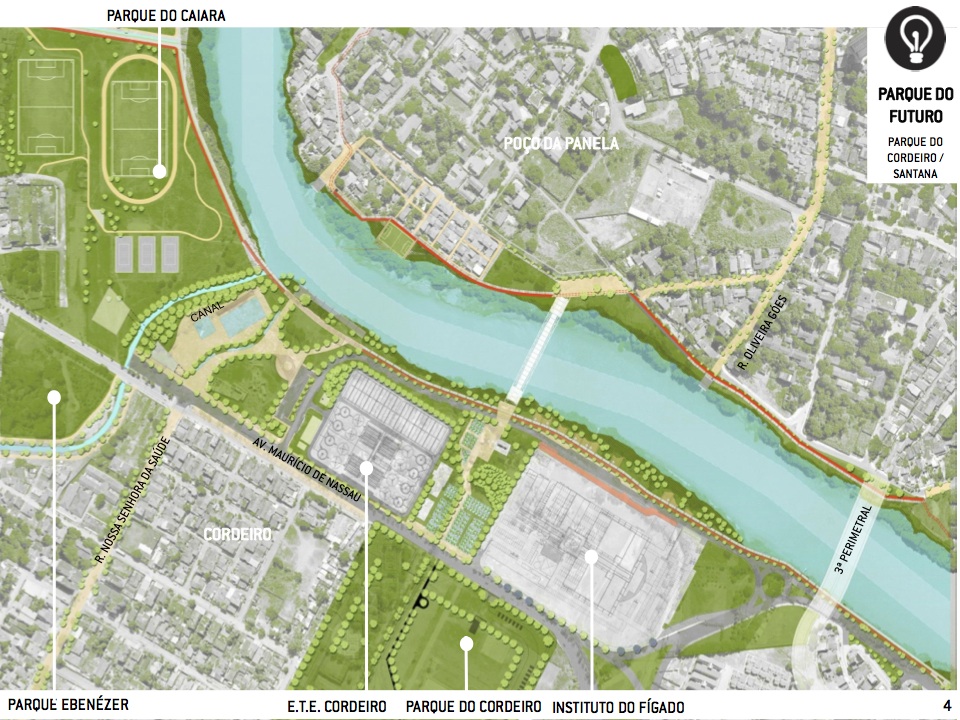 PARQUE DO CAIARA
PARQUE DO
FUTURO
PARQUE DO
CORDEIRO /
SANTANA
POÇO DA PANELA
CANAL
R. OLIVEIRA GÓES
AV. MAURÍCIO DE NASSAU
R. NOSSA SENHORA DA SAÚDE
CORDEIRO
3ª PERIMETRAL
PARQUE EBENÉZER
E.T.E. CORDEIRO
PARQUE DO CORDEIRO
INSTITUTO DO FÍGADO
4